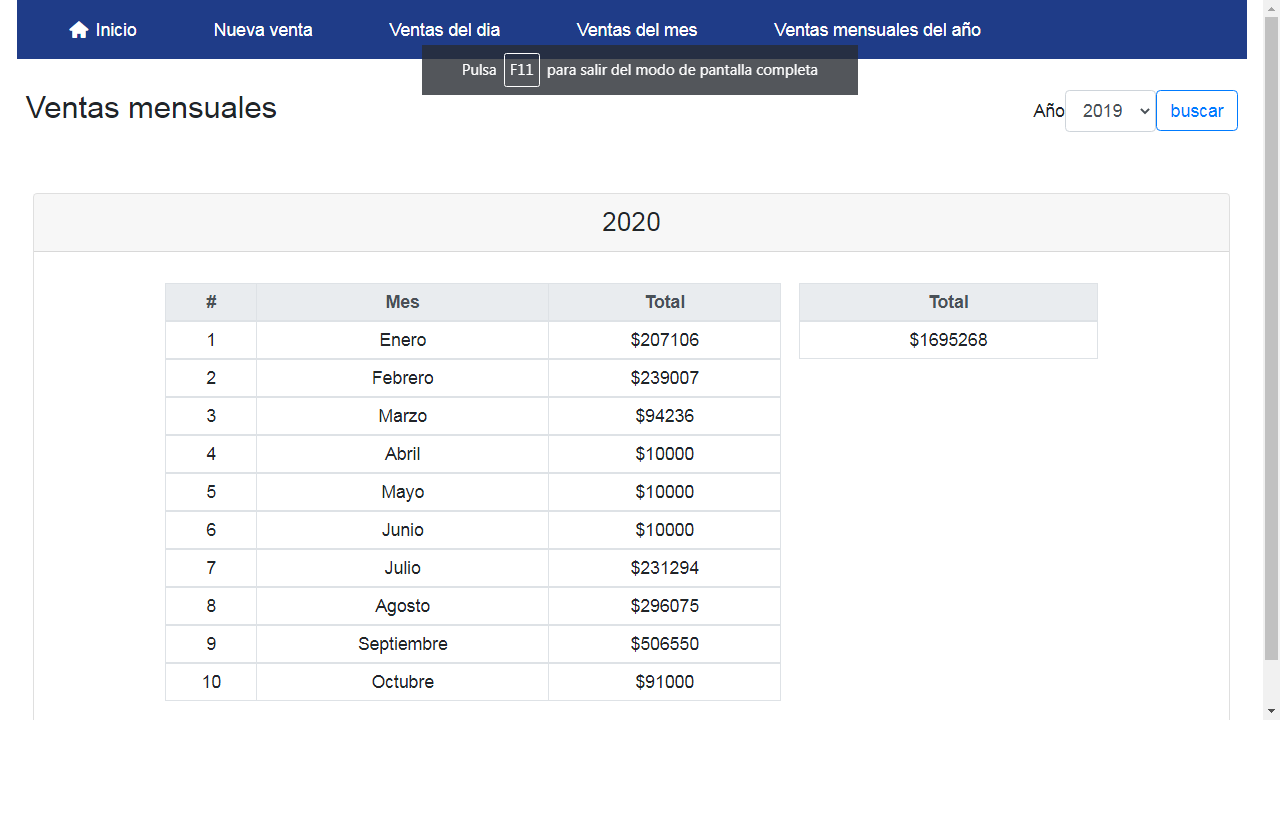 Inicio Nueva venta Ventas del dia Ventas del mes Ventas mensuales del año
Pulsa F11 para salir del modo de pantalla completa
Ventas mensuales Año 2019 buscar
2020
# Mes Total Total
1 Enero $207106 $1695268
2 Febrero $239007
3 Marzo $94236
4 Abril $10000
5 Mayo $10000
6 Junio $10000
7 Julio $231294
8 Agosto $296075
9 Septiembre $506550
10 Octubre $91000